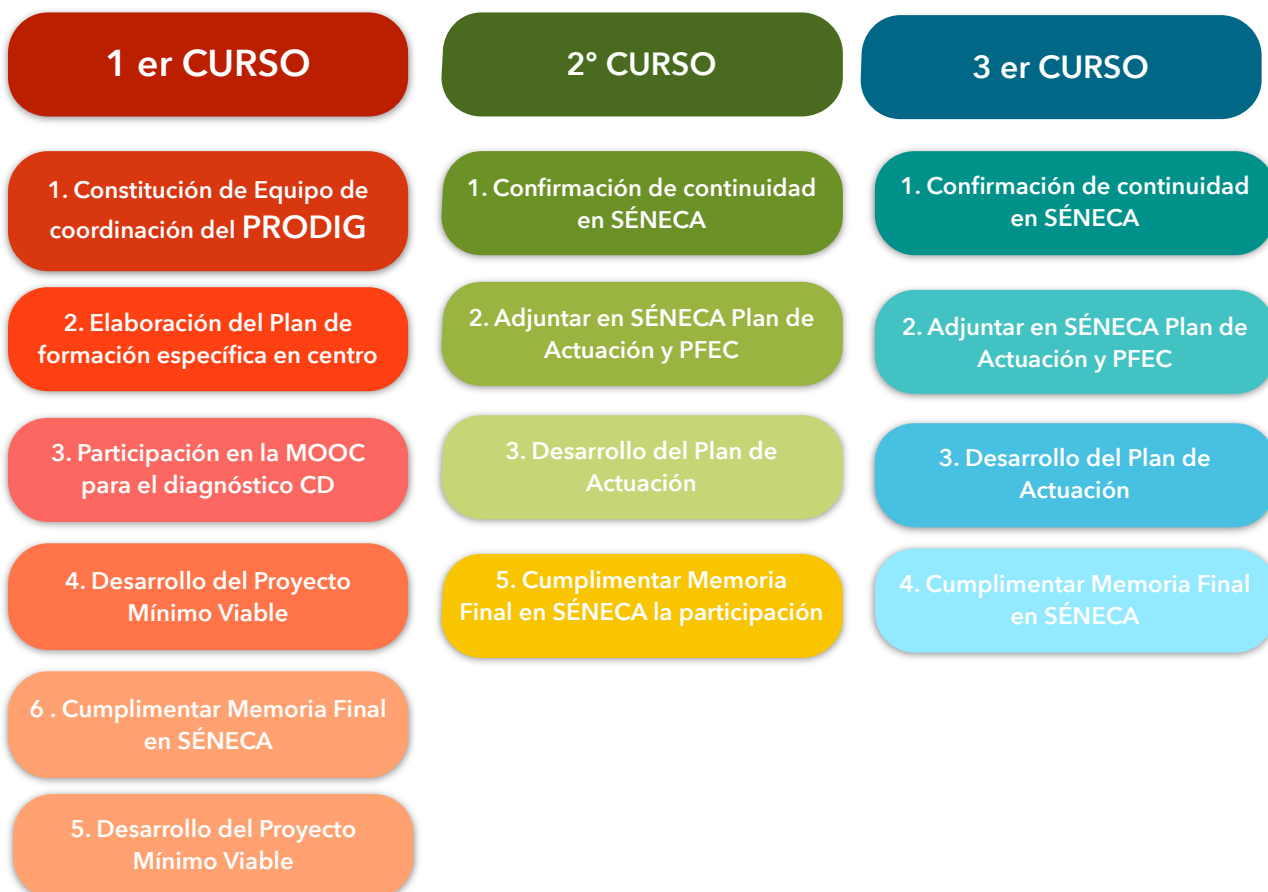 1 er CURSO
1. Constitución de Equipo de
coordinación del PRODIG
2. Elaboración del Plan de
formación específica en centro
3. Participación en la MOOC
para el diagnóstico CD
4. Desarrollo del Proyecto
Mínimo Viable
6 . Cumplimentar Memoria Final
en SÉNECA
5. Desarrollo del Proyecto
Mínimo Viable
2° CURSO
1. Confirmación de continuidad
en SÉNECA
2. Adjuntar en SÉNECA Plan de
Actuación y PFEC
3. Desarrollo del Plan de
Actuación
5. Cumplimentar Memoria
Final en SÉNECA la participación
3 er CURSO
1. Confirmación de continuidad
en SÉNECA
2. Adjuntar en SÉNECA Plan de
Actuación y PFEC
3. Desarrollo del Plan de
Actuación
4. Cumplimentar Memoria Final
en SÉNECA